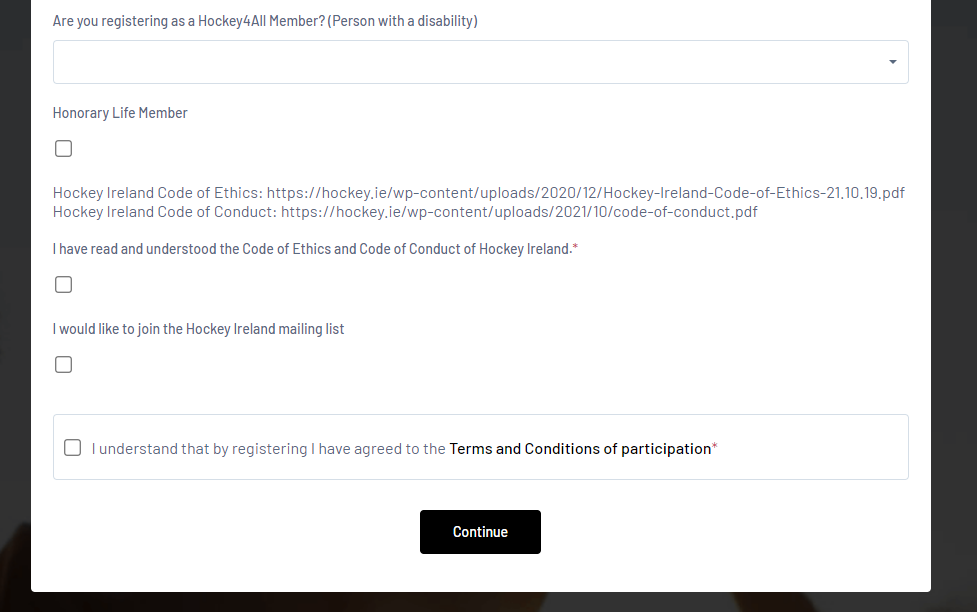 Are you registering as a Hockey4All Member? (Person with a disability)
Honorary Life Member
Hockey Ireland Code of Ethics: https://hockey.ie/wp-content/uploads/2020/12/Hockey-Ireland-Code-of-Ethics-21.10.19.pdf
Hockey Ireland Code of Conduct: https://hockey.ie/wp-content/uploads/2021/10/code-of-conduct.pdf
I have read and understood the Code of Ethics and Code of Conduct of Hockey Ireland.*
I would like to join the Hockey Ireland mailing list
I understand that by registering I have agreed to the Terms and Conditions of participation*
Continue